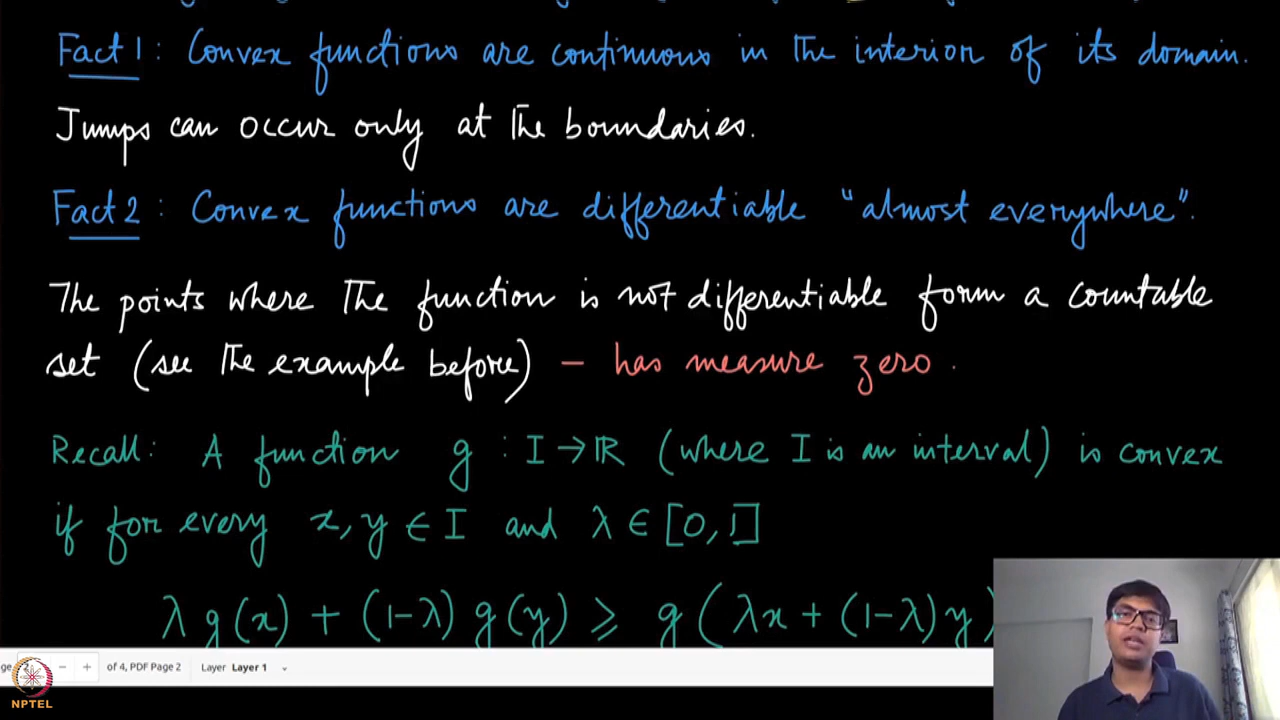 Fact 1 : Convex functions are continuous in the interior of its domain.
Jumps can occur only at the boundaries.
Fact 2 : Convex functions are differentiable "almost everywhere".
The points where the function is not differentiable form a countable
set (see the example before) – has measure zero.
Recall: A function g : I → ℝ (where I is an interval) is convex
if for every x, y ∈ I and λ ∈ [0, 1]
λ g(x) + (1-λ) g(y) ⩾ g(λx + (1-λ) y)
of 4, PDF Page 2 Layer Layer 1
NPTEL